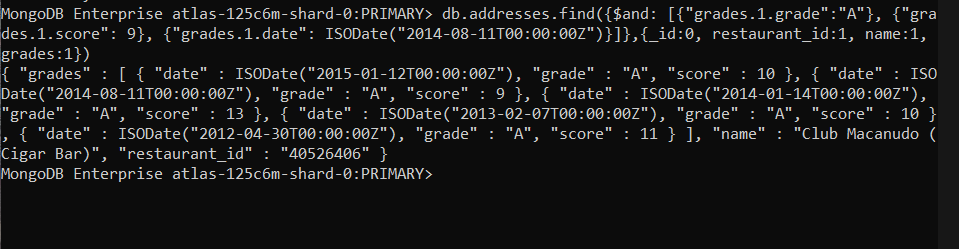 MongoDB Enterprise atlas-125c6m-shard-0:PRIMARY> db.addresses.find({$and: [{"grades.1.grade":"A"}, {"gra
des.1.score": 9}, {"grades.1.date": ISODate("2014-08-11T00:00:00Z")}]},{_id:0, restaurant_id:1, name:1,
grades:1})
{ "grades" : [ { "date" : ISODate("2015-01-12T00:00:00Z"), "grade" : "A", "score" : 10 }, { "date" : ISO
Date("2014-08-11T00:00:00Z"), "grade" : "A", "score" : 9 }, { "date" : ISODate("2014-01-14T00:00:00Z"),
"grade" : "A", "score" : 13 }, { "date" : ISODate("2013-02-07T00:00:00Z"), "grade" : "A", "score" : 10 }
, { "date" : ISODate("2012-04-30T00:00:00Z"), "grade" : "A", "score" : 11 } ], "name" : "Club Macanudo (
Cigar Bar)", "restaurant_id" : "40526406" }
MongoDB Enterprise atlas-125c6m-shard-0:PRIMARY>